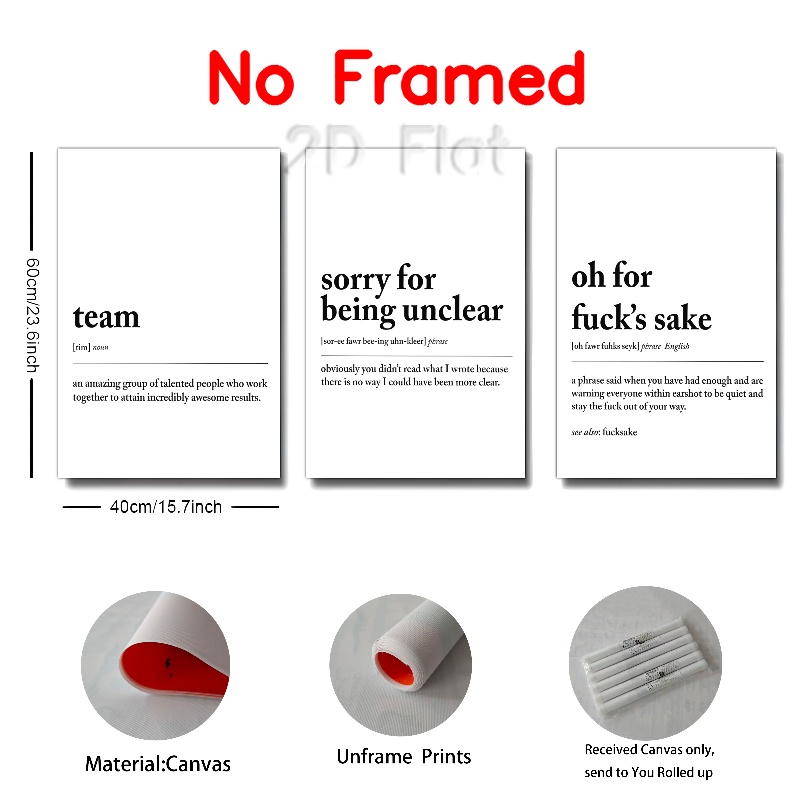 No Framed
2D Flat
60cm/23.6inch
team
[tim] noun
an amazing group of talented people who work
together to attain incredibly awesome results.
sorry for
being unclear
[sor-ee fawr bee-ing uhn-kleer] phrase
obviously you didn't read what I wrote because
there is no way I could have been more clear.
oh for
fuck's sake
[oh fawr fuhks seyk] phrase English
a phrase said when you have had enough and are
warning everyone within earshot to be quiet and
stay the fuck out of your way.
see also: fucksake
40cm/15.7inch
Material:Canvas
Unframe Prints
Received Canvas only,
send to You Rolled up